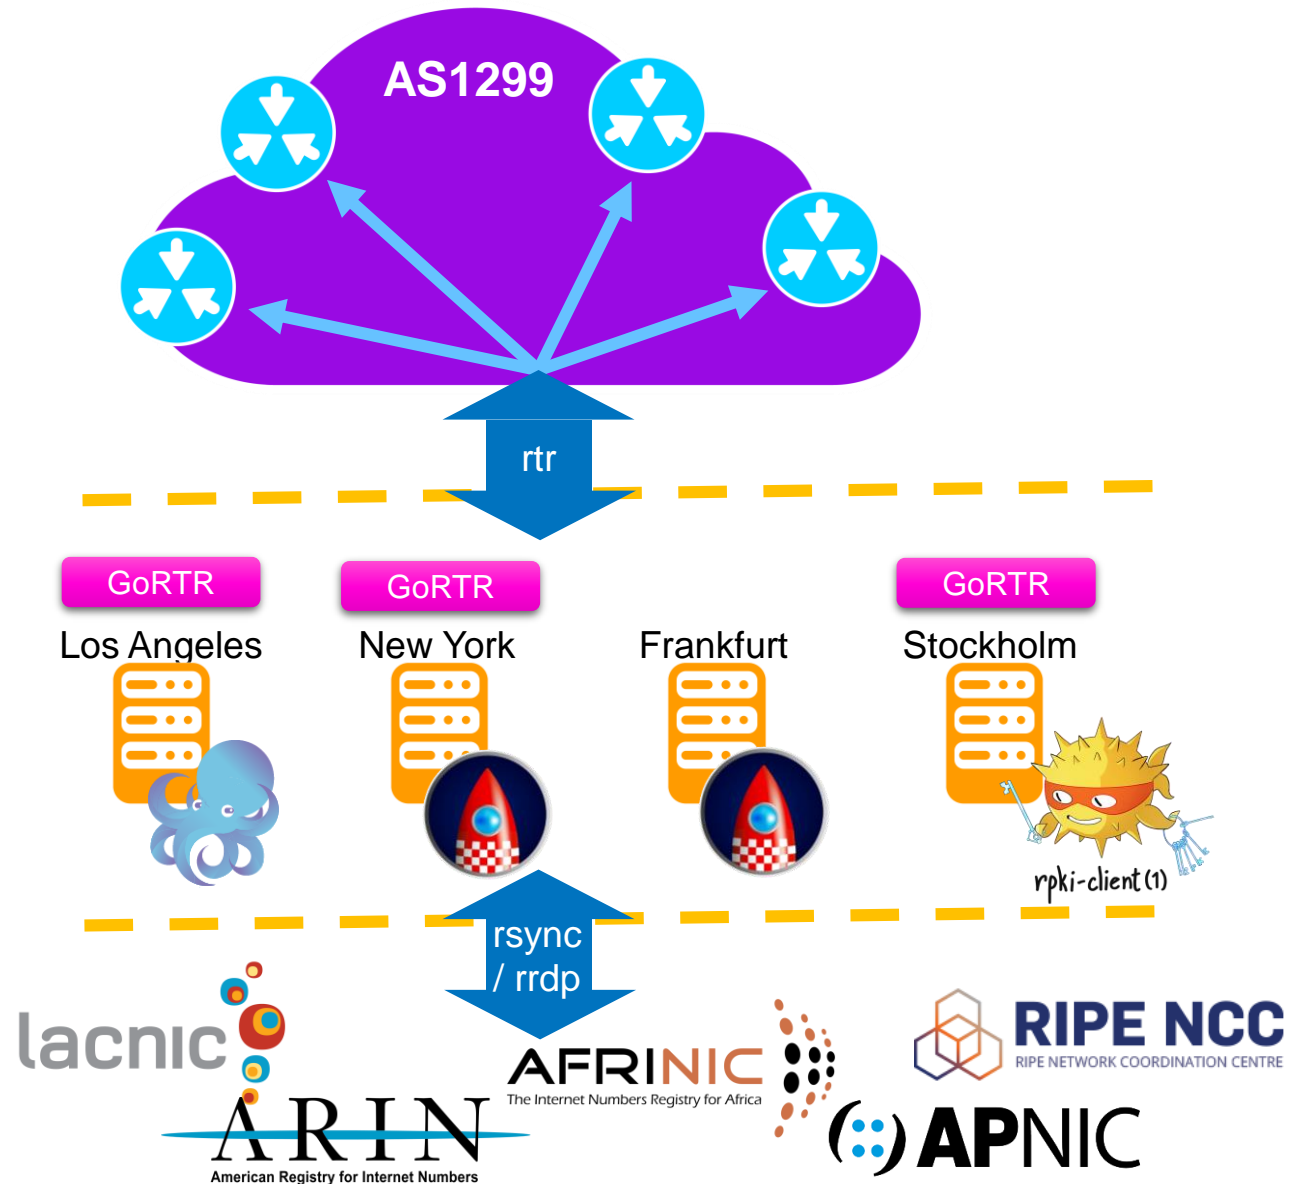 AS1299
rtr
GoRTR
GoRTR
GoRTR
Los Angeles
New York
Frankfurt
Stockholm
rpki-client(1)
rsync
/ rrdp
lacnic
ARIN
American Registry for Internet Numbers
AFRINIC
The Internet Numbers Registry for Africa
RIPE NCC
RIPE NETWORK COORDINATION CENTRE
(::) APNIC